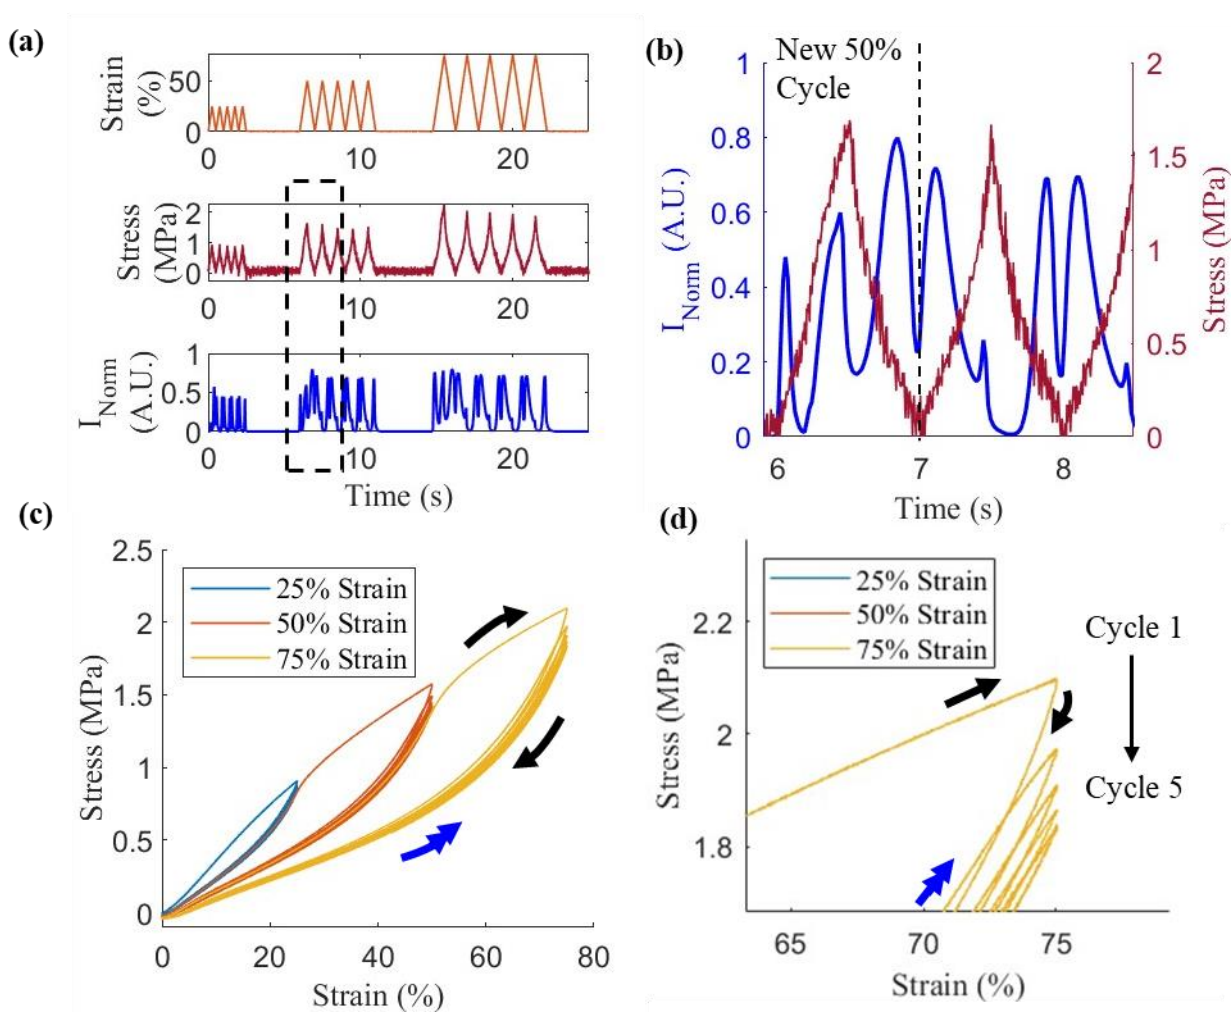 (a)
Strain
(%)
50
0
0
10
20
Stress
(MPa)
2
1
0
0
10
20
I_Norm
(A.U.)
1
0.5
0
0
10
20
Time (s)
(b)
New 50%
Cycle
I_Norm (A.U.)
1
0.8
0.6
0.4
0.2
0
2
1.5
1
0.5
0
Stress (MPa)
6
7
8
Time (s)
(c)
Stress (MPa)
2.5
2
1.5
1
0.5
0
25% Strain
50% Strain
75% Strain
0
20
40
60
80
Strain (%)
(d)
Stress (MPa)
2.2
2
1.8
25% Strain
50% Strain
75% Strain
Cycle 1
Cycle 5
65
70
75
Strain (%)